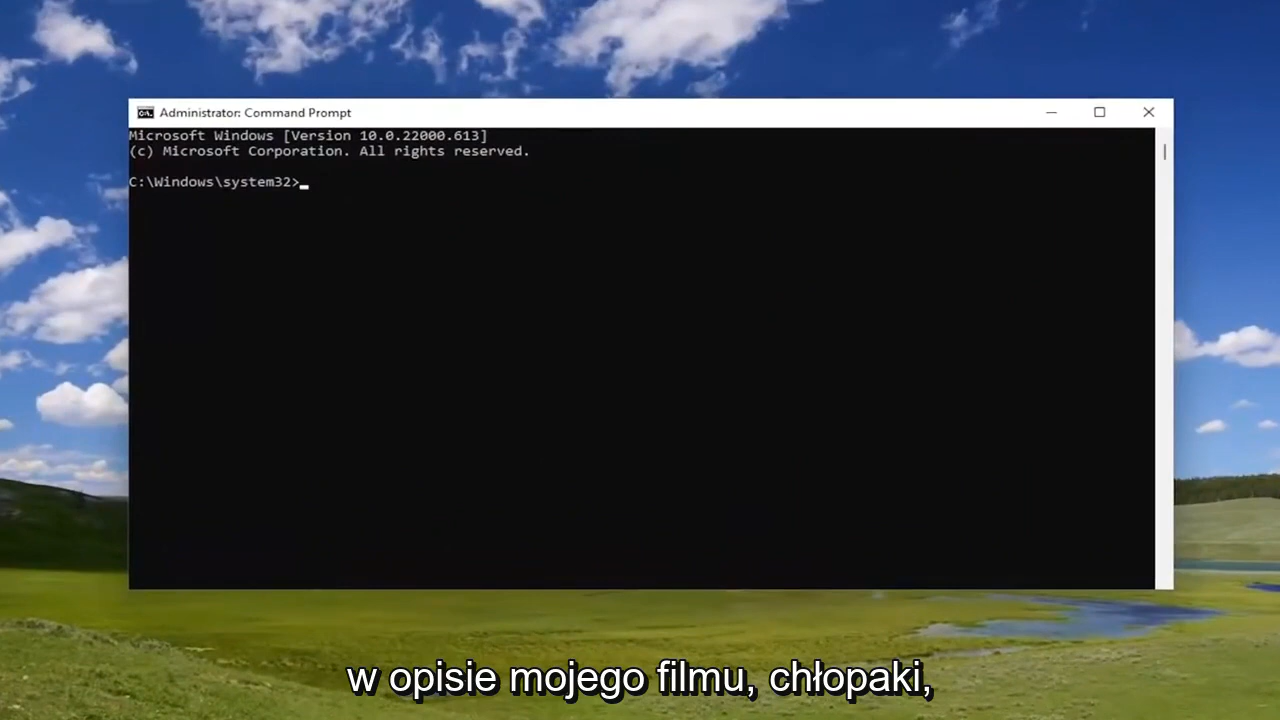 Administrator: Command Prompt
Microsoft Windows [Version 10.0.22000.613]
(c) Microsoft Corporation. All rights reserved.
C:\Windows\system32>
w opisie mojego filmu, chłopaki,